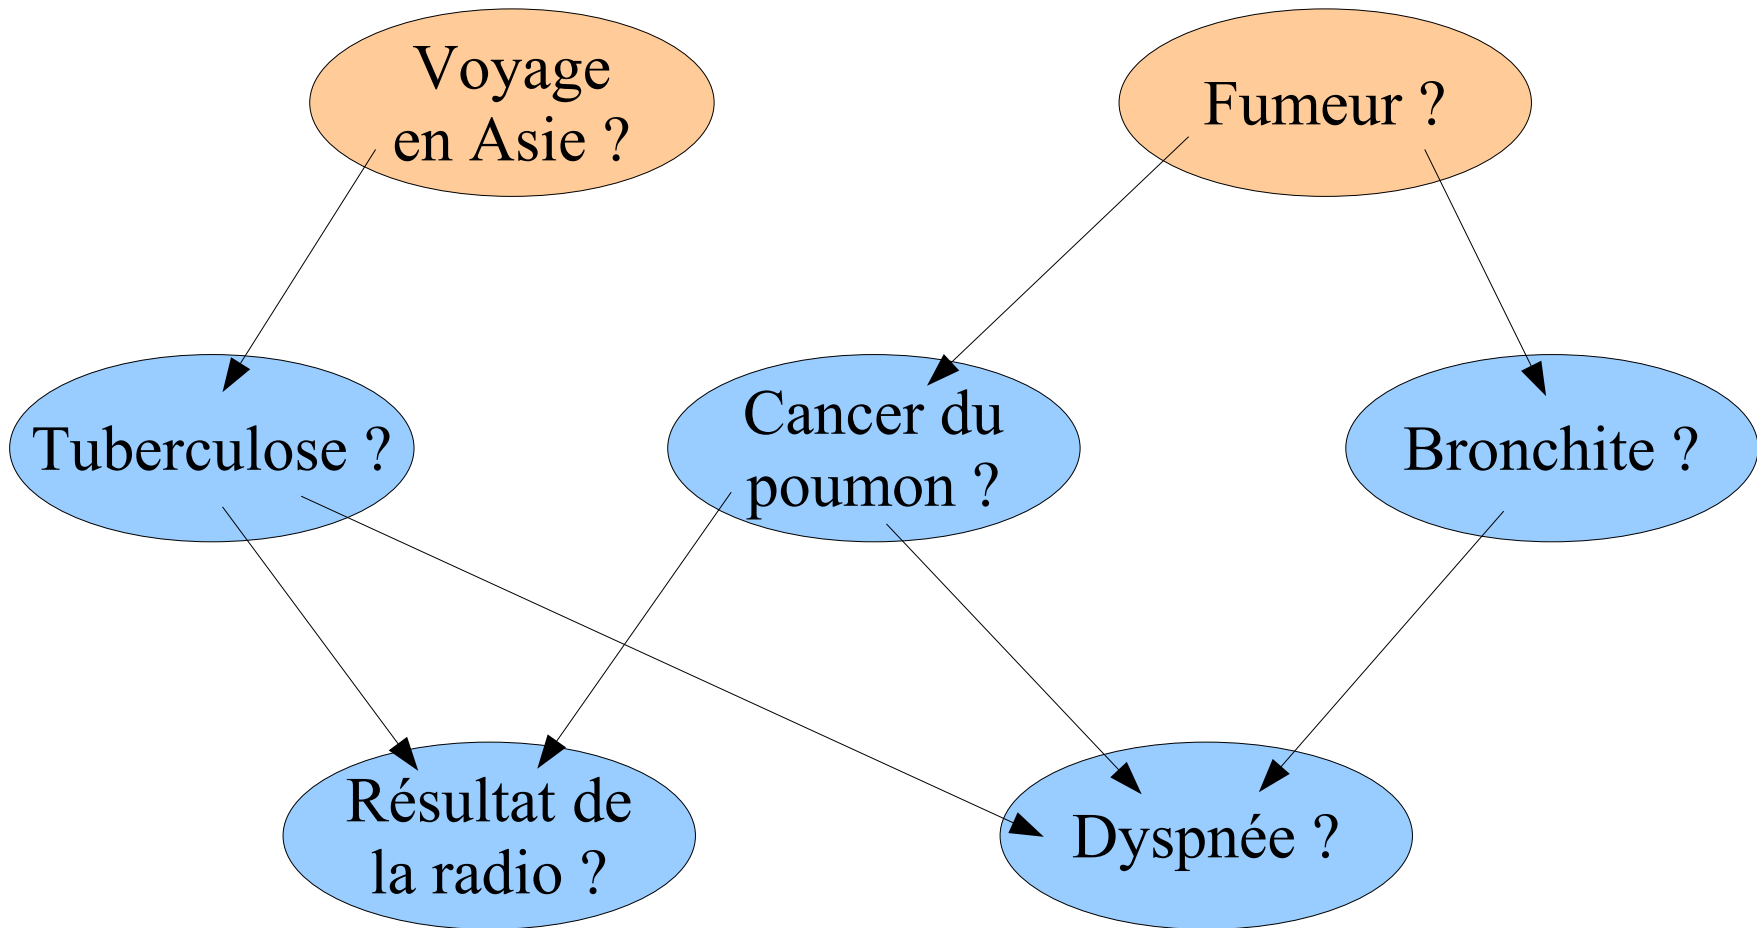 Voyage
en Asie ?
Fumeur ?
Tuberculose ?
Cancer du
poumon ?
Bronchite ?
Résultat de
la radio ?
Dyspnée ?